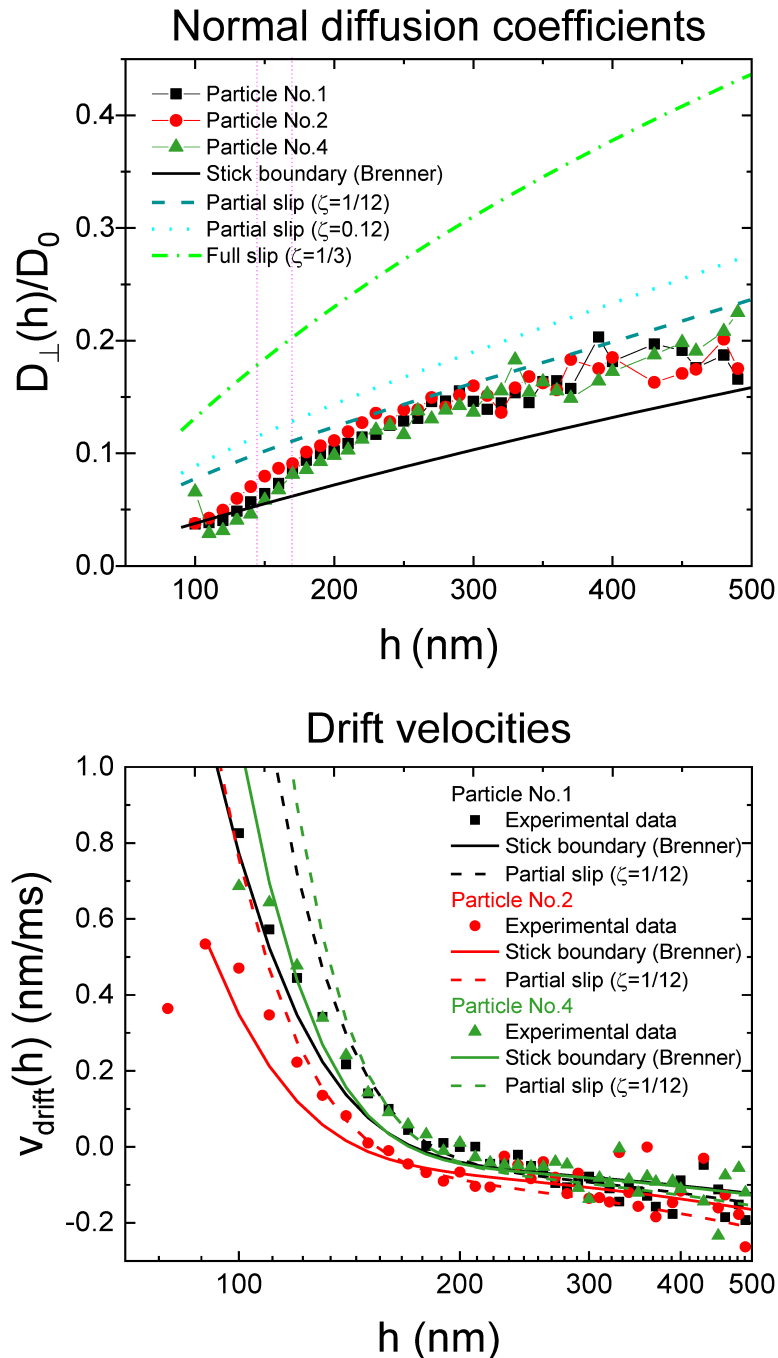 Normal diffusion coefficients
Particle No.1
Particle No.2
Particle No.4
Stick boundary (Brenner)
Partial slip (ζ=1/12)
Partial slip (ζ=0.12)
Full slip (ζ=1/3)
D⊥(h)/D0
0.4
0.3
0.2
0.1
0.0
100 200 300 400 500
h (nm)
Drift velocities
Particle No.1
Experimental data
Stick boundary (Brenner)
Partial slip (ζ=1/12)
Particle No.2
Experimental data
Stick boundary (Brenner)
Partial slip (ζ=1/12)
Particle No.4
Experimental data
Stick boundary (Brenner)
Partial slip (ζ=1/12)
vdrift(h) (nm/ms)
1.0
0.8
0.6
0.4
0.2
0.0
-0.2
100 200 300 400 500
h (nm)